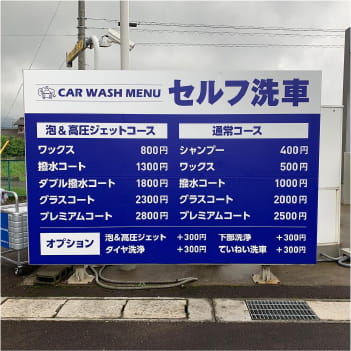 CAR WASH MENU セルフ洗車
泡&高圧ジェットコース
ワックス 800円
撥水コート 1300円
ダブル撥水コート 1800円
グラスコート 2300円
プレミアムコート 2800円
通常コース
シャンプー 400円
ワックス 500円
撥水コート 1000円
グラスコート 2000円
プレミアムコート 2500円
オプション
泡&高圧ジェット +300円 下部洗浄 +300円
タイヤ洗浄 +300円 ていねい洗車 +300円